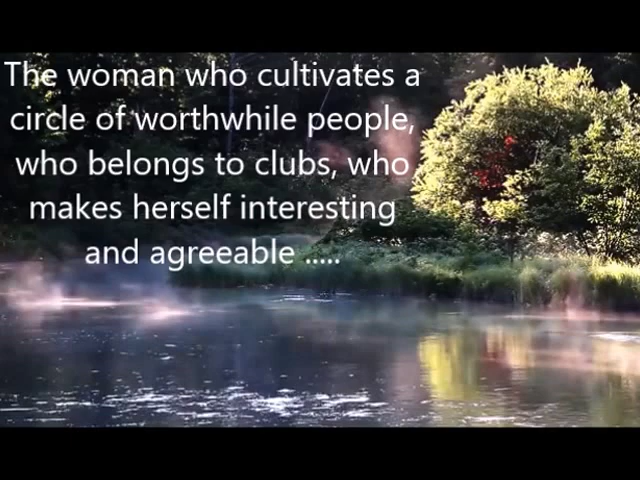 The woman who cultivates a
circle of worthwhile people,
who belongs to clubs, who
makes herself interesting
and agreeable .....